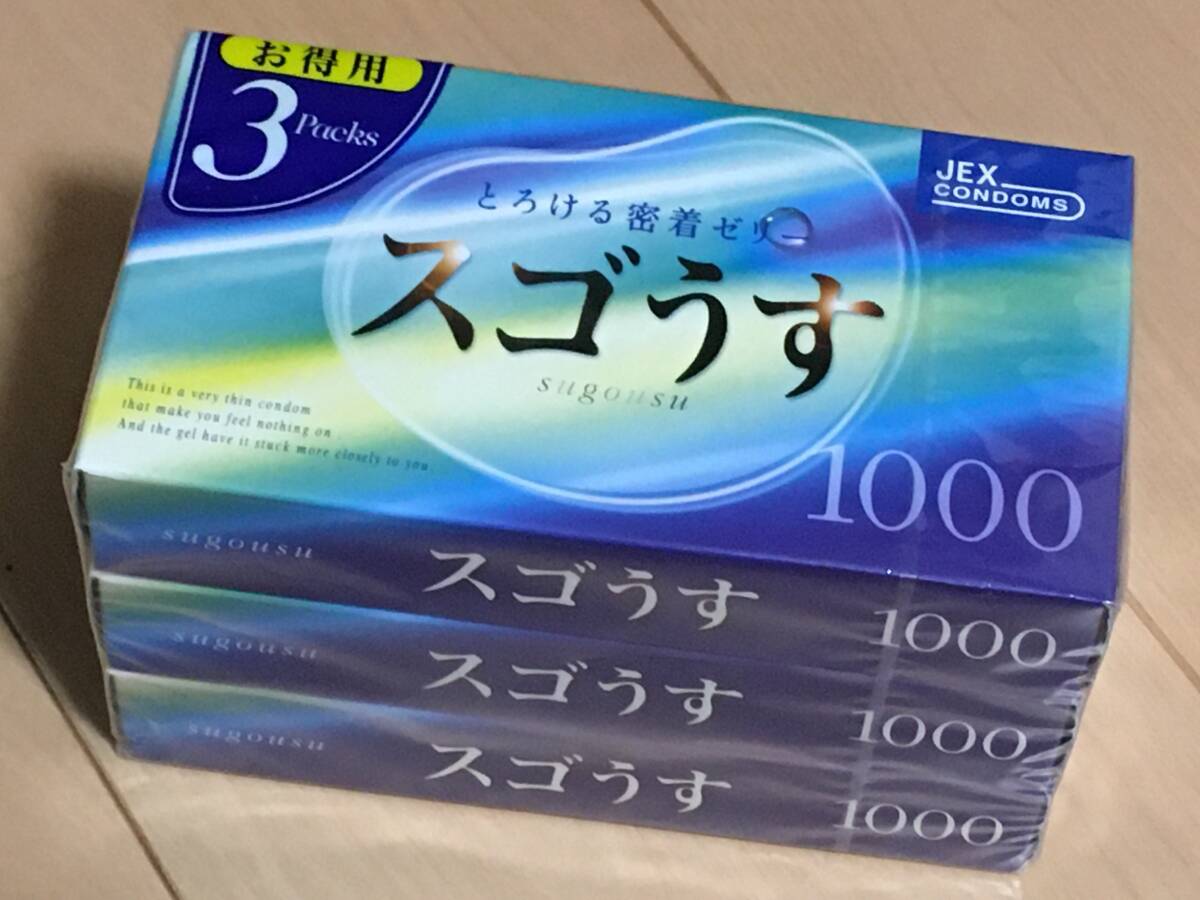 お得用
3 Packs
JEX
CONDOMS
とろける密着ゼリー
スゴうす
sugousu
This is a very thin condom
that make you feel nothing on
And the gel have it stuck more closely to you.
1000
sugousu スゴうす 1000
sugousu スゴうす 1000
sugousu スゴうす 1000